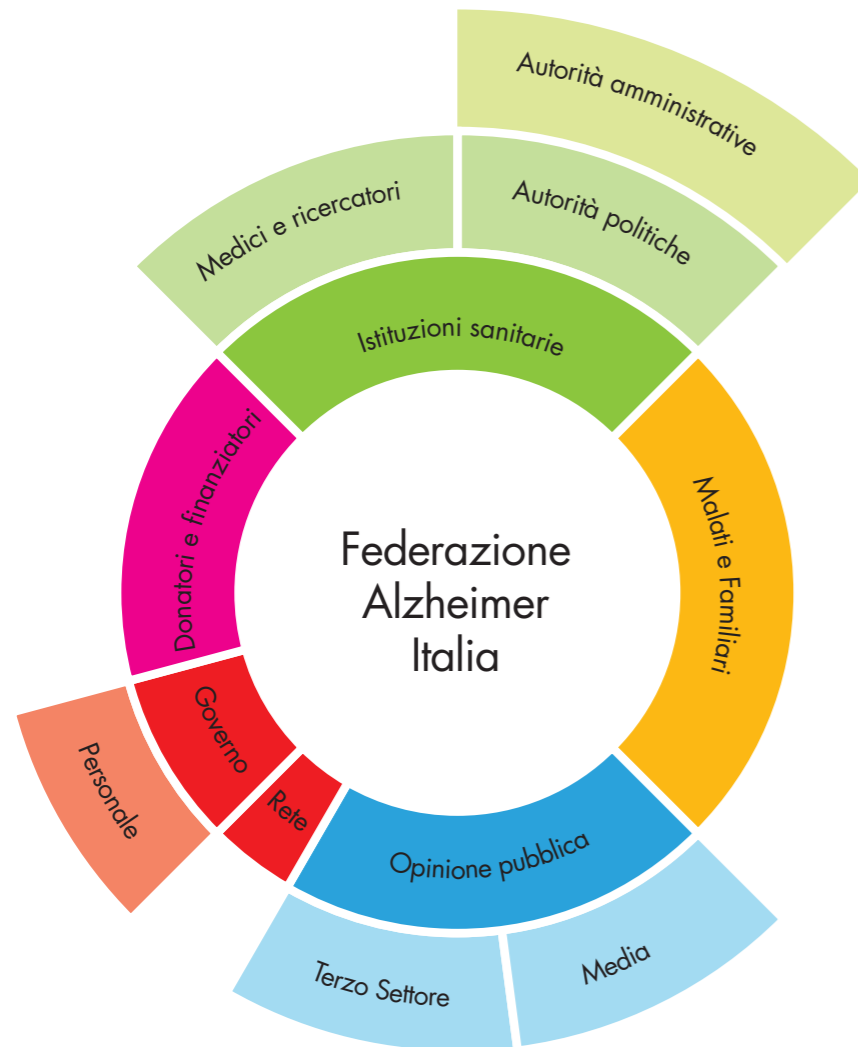 Autorità amministrative
Medici e ricercatori
Autorità politiche
Istituzioni sanitarie
Donatori e finanziatori
Malati e Familiari
Federazione
Alzheimer
Italia
Governo
Personale
Rete
Opinione pubblica
Terzo Settore
Media